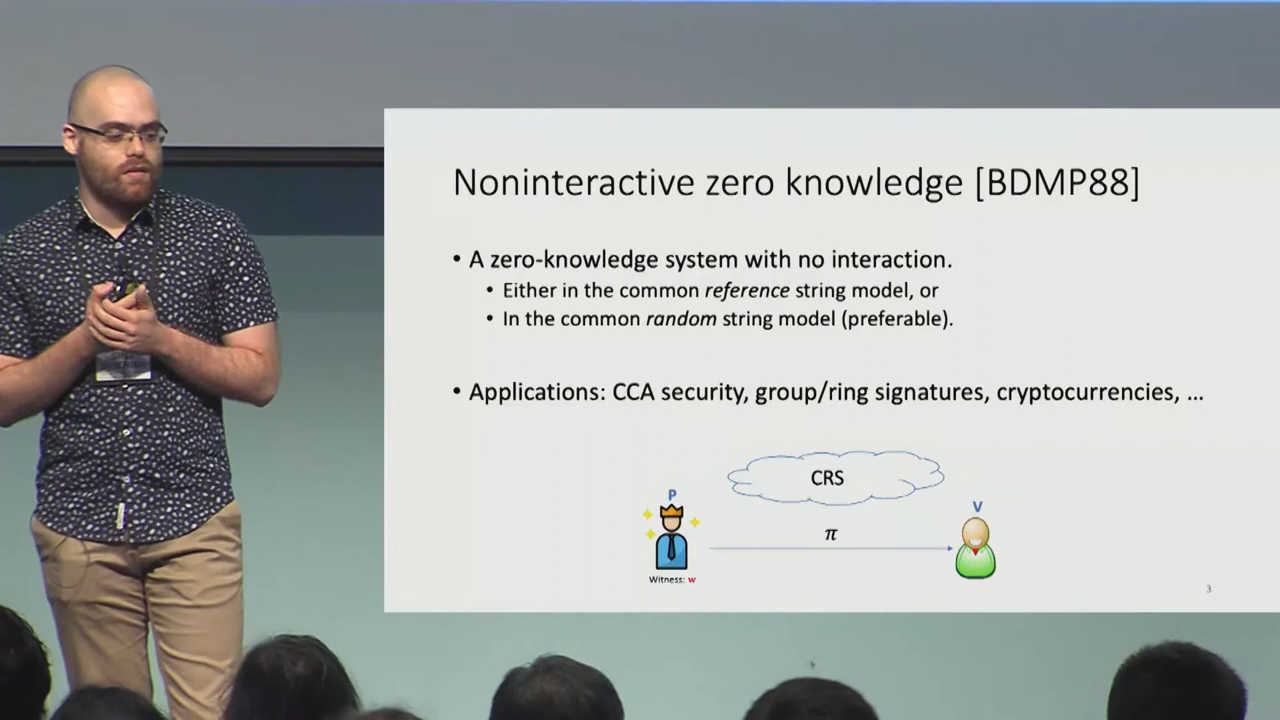 Noninteractive zero knowledge [BDMP88]
• A zero-knowledge system with no interaction.
• Either in the common reference string model, or
• In the common random string model (preferable).
• Applications: CCA security, group/ring signatures, cryptocurrencies, ...
CRS
P
V
π
Witness: w
3